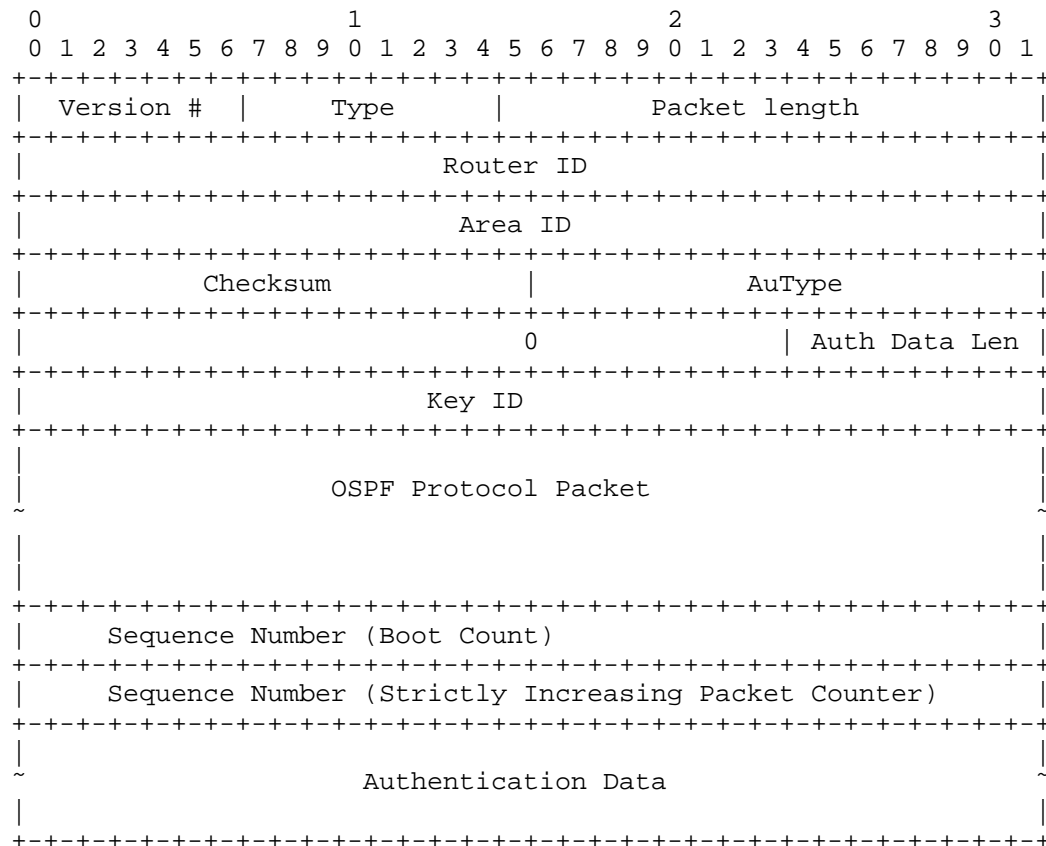 0                   1                   2                   3
 0 1 2 3 4 5 6 7 8 9 0 1 2 3 4 5 6 7 8 9 0 1 2 3 4 5 6 7 8 9 0 1
+-+-+-+-+-+-+-+-+-+-+-+-+-+-+-+-+-+-+-+-+-+-+-+-+-+-+-+-+-+-+-+-+
|  Version #  |     Type      |         Packet length           |
+-+-+-+-+-+-+-+-+-+-+-+-+-+-+-+-+-+-+-+-+-+-+-+-+-+-+-+-+-+-+-+-+
|                          Router ID                            |
+-+-+-+-+-+-+-+-+-+-+-+-+-+-+-+-+-+-+-+-+-+-+-+-+-+-+-+-+-+-+-+-+
|                           Area ID                             |
+-+-+-+-+-+-+-+-+-+-+-+-+-+-+-+-+-+-+-+-+-+-+-+-+-+-+-+-+-+-+-+-+
|           Checksum            |             AuType            |
+-+-+-+-+-+-+-+-+-+-+-+-+-+-+-+-+-+-+-+-+-+-+-+-+-+-+-+-+-+-+-+-+
|                               0               | Auth Data Len |
+-+-+-+-+-+-+-+-+-+-+-+-+-+-+-+-+-+-+-+-+-+-+-+-+-+-+-+-+-+-+-+-+
|                         Key ID                                |
+-+-+-+-+-+-+-+-+-+-+-+-+-+-+-+-+-+-+-+-+-+-+-+-+-+-+-+-+-+-+-+-+
|                                                               |
|                   OSPF Protocol Packet                        |
~                                                               ~
|                                                               |
|                                                               |
+-+-+-+-+-+-+-+-+-+-+-+-+-+-+-+-+-+-+-+-+-+-+-+-+-+-+-+-+-+-+-+-+
|     Sequence Number (Boot Count)                              |
+-+-+-+-+-+-+-+-+-+-+-+-+-+-+-+-+-+-+-+-+-+-+-+-+-+-+-+-+-+-+-+-+
|     Sequence Number (Strictly Increasing Packet Counter)      |
+-+-+-+-+-+-+-+-+-+-+-+-+-+-+-+-+-+-+-+-+-+-+-+-+-+-+-+-+-+-+-+-+
|                                                               |
~                     Authentication Data                       ~
|                                                               |
+-+-+-+-+-+-+-+-+-+-+-+-+-+-+-+-+-+-+-+-+-+-+-+-+-+-+-+-+-+-+-+-+